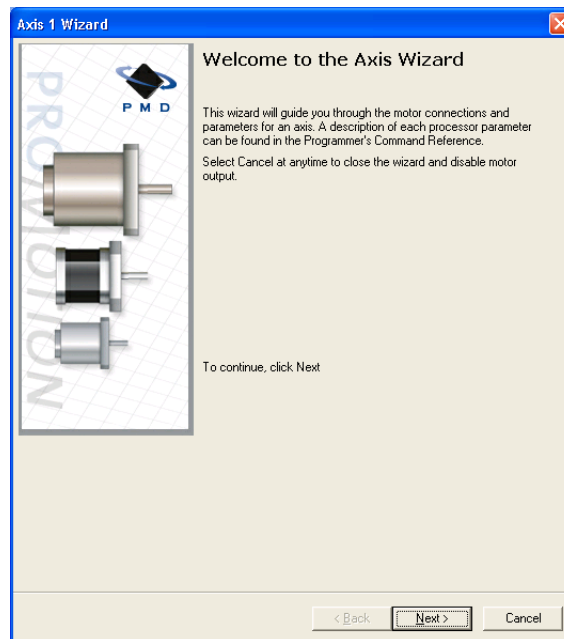 Axis 1 Wizard
PROMOTION
P M D
Welcome to the Axis Wizard
This wizard will guide you through the motor connections and
parameters for an axis. A description of each processor parameter
can be found in the Programmer's Command Reference.
Select Cancel at anytime to close the wizard and disable motor
output.
To continue, click Next
< Back
Next >
Cancel